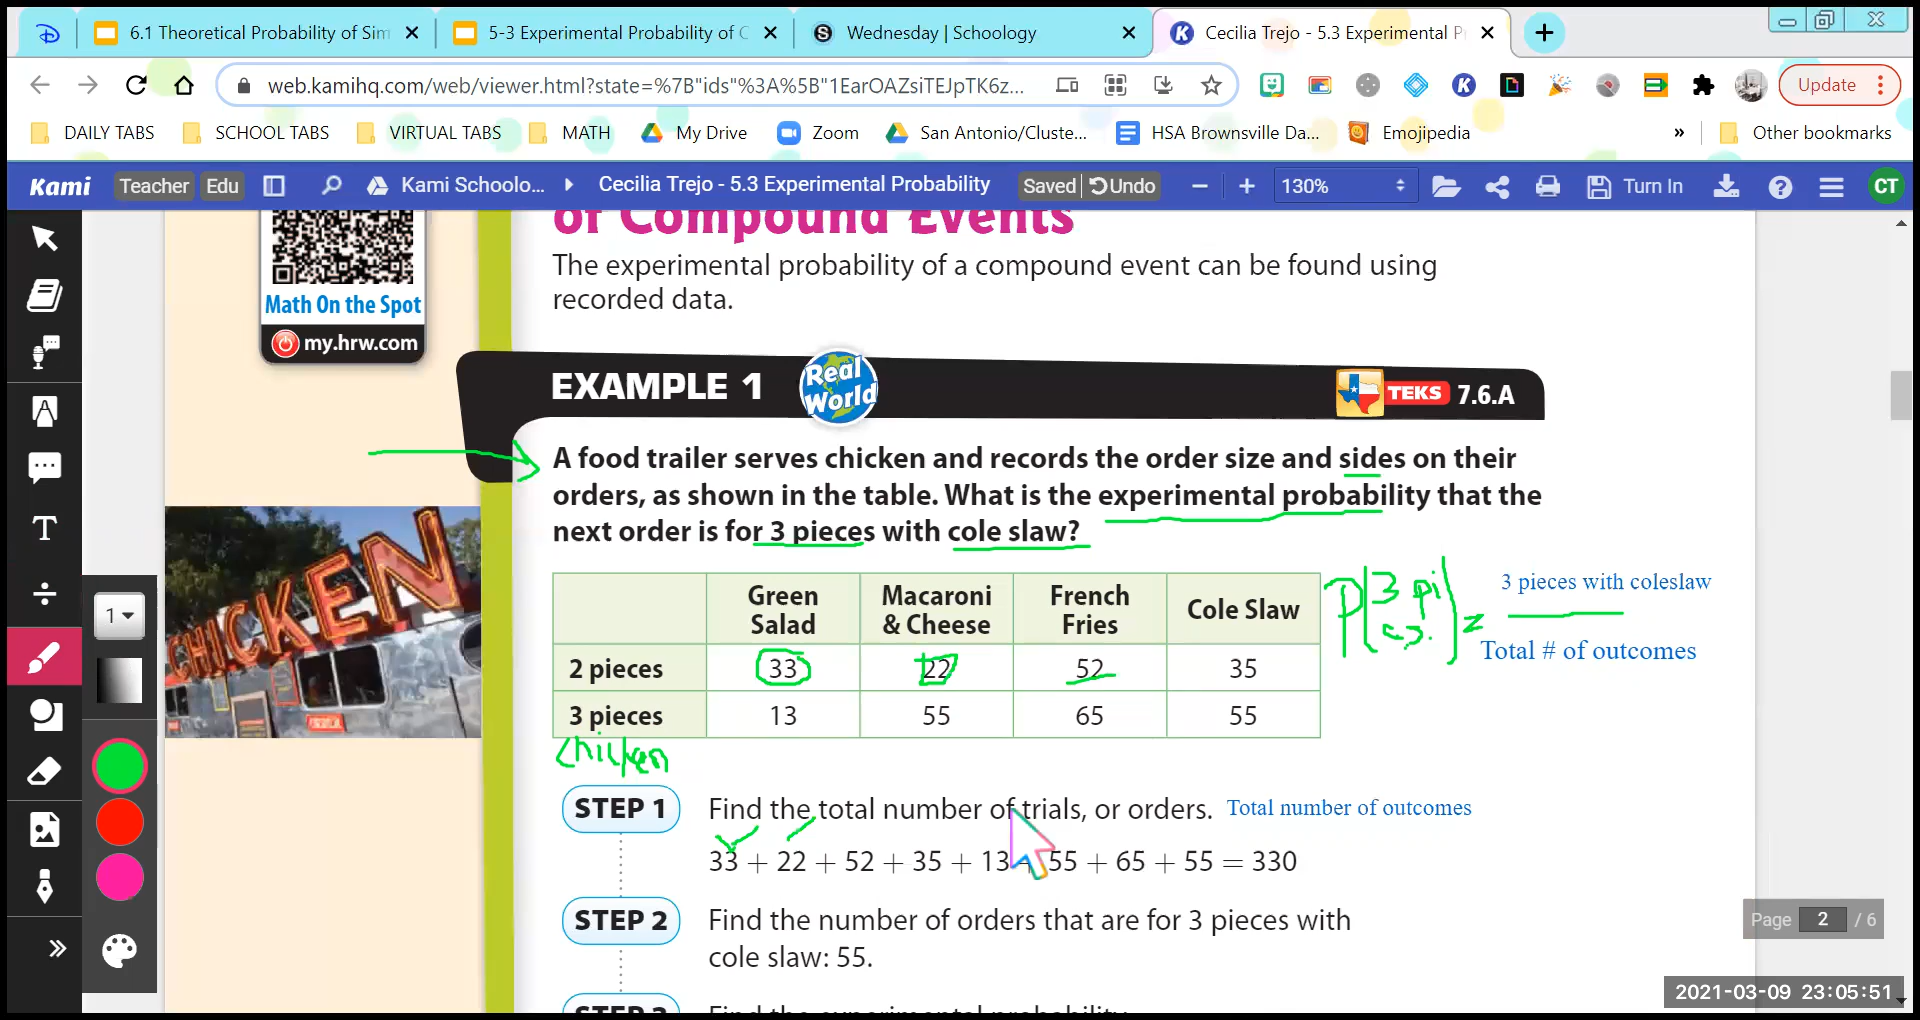 6.1 Theoretical Probability of Sim
5-3 Experimental Probability of C
Wednesday | Schoology
Cecilia Trejo - 5.3 Experimental P
web.kamihq.com/web/viewer.html?state=%7B"ids"%3A%5B"1EarOAZsiTEJpTK6z...
Update
DAILY TABS
SCHOOL TABS
VIRTUAL TABS
MATH
My Drive
Zoom
San Antonio/Cluste...
HSA Brownsville Da...
Emojipedia
»
Other bookmarks
Kami
Teacher
Edu
Kami Schoolo...
Cecilia Trejo - 5.3 Experimental Probability
Saved
Undo
130%
Turn In
CT
of Compound Events
The experimental probability of a compound event can be found using
recorded data.
Math On the Spot
my.hrw.com
EXAMPLE 1
Real
World
TEKS 7.6.A
A food trailer serves chicken and records the order size and sides on their
orders, as shown in the table. What is the experimental probability that the
next order is for 3 pieces with cole slaw?
CHICKEN
Green Salad
Macaroni & Cheese
French Fries
Cole Slaw
2 pieces 33 22 52 35
3 pieces 13 55 65 55
chicken
P(3 pi
c.s.) =
3 pieces with coleslaw
Total # of outcomes
STEP 1
Find the total number of trials, or orders.
Total number of outcomes
33 + 22 + 52 + 35 + 13 + 55 + 65 + 55 = 330
STEP 2
Find the number of orders that are for 3 pieces with
cole slaw: 55.
STEP 3
Find the experimental probability.
1
Page 2 / 6
2021-03-09 23:05:51